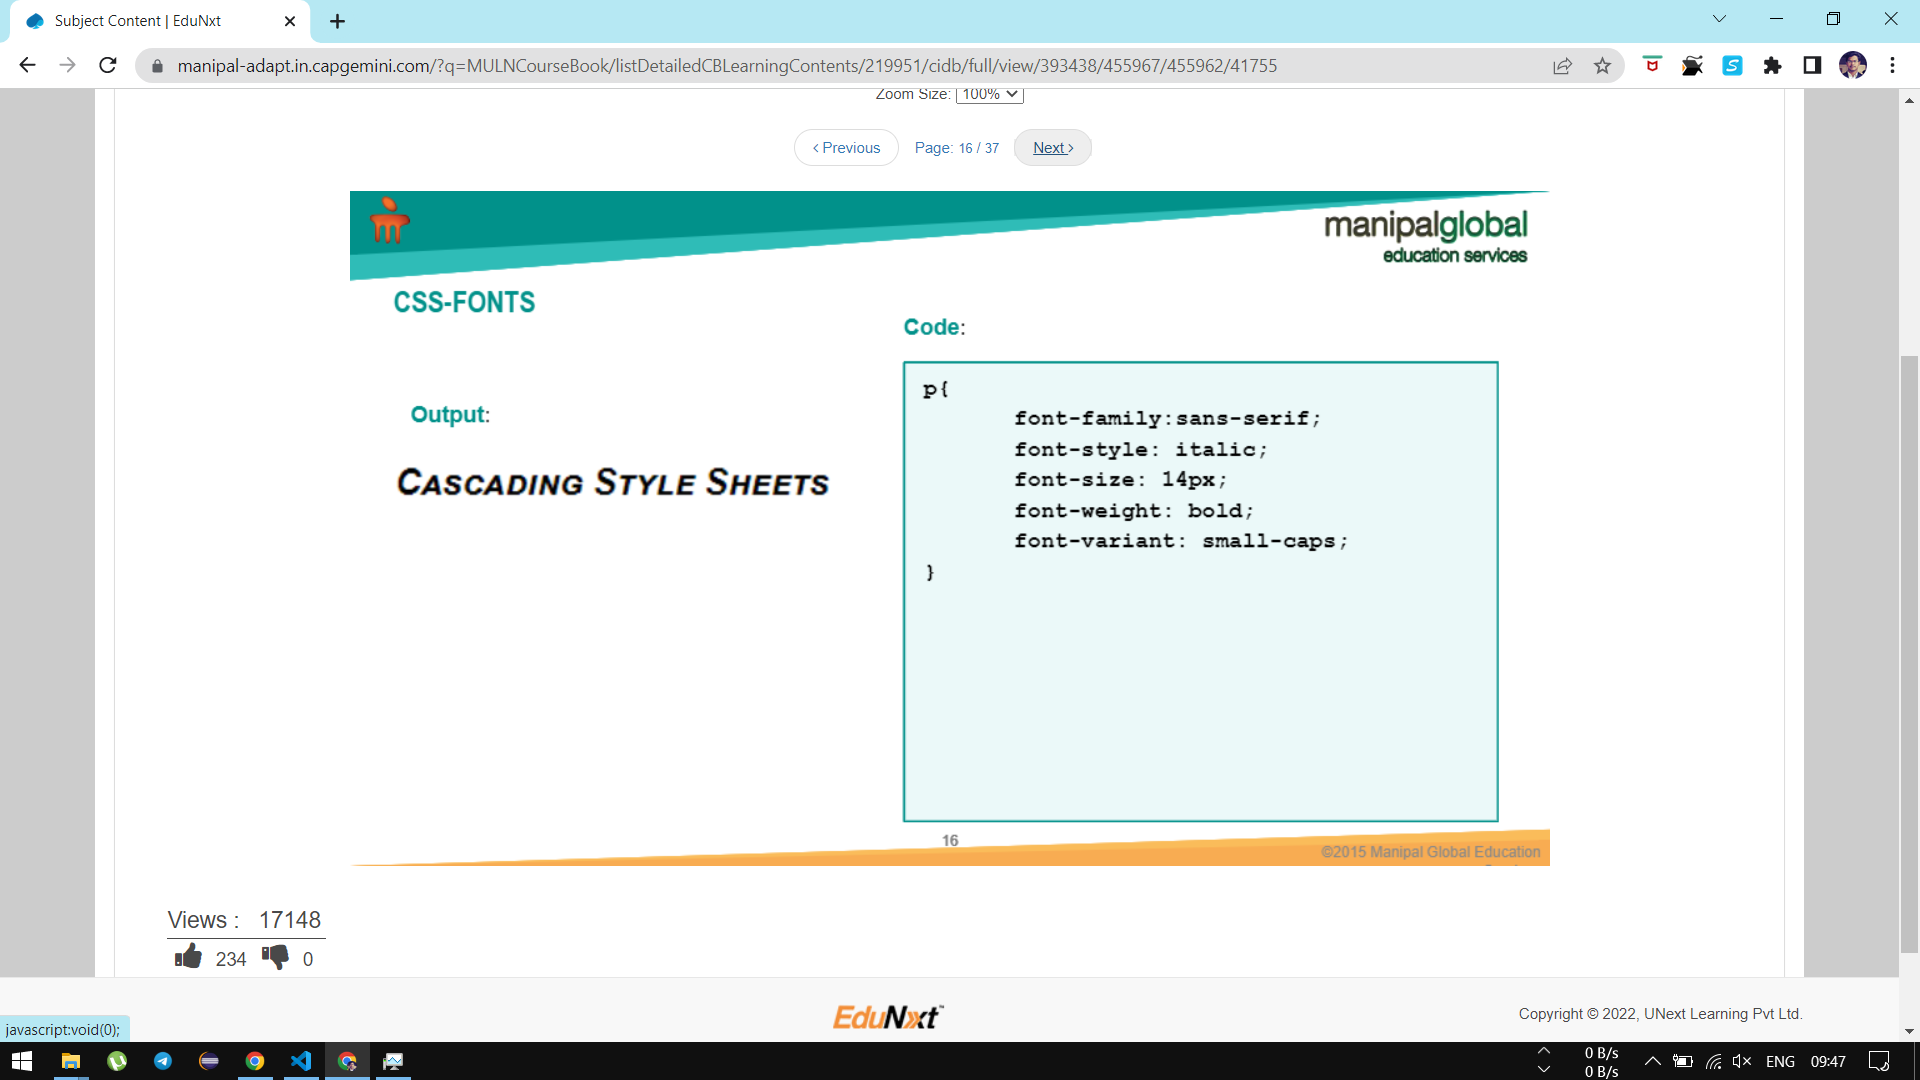 Subject Content | EduNxt
manipal-adapt.in.capgemini.com/?q=MULNCourseBook/listDetailedCBLearningContents/219951/cidb/full/view/393438/455967/455962/41755
Zoom Size: 100%
‹ Previous Page: 16 / 37 Next ›
manipalglobal
education services
CSS-FONTS
Output:
CASCADING STYLE SHEETS
Code:
p{
font-family:sans-serif;
font-style: italic;
font-size: 14px;
font-weight: bold;
font-variant: small-caps;
}
16
©2015 Manipal Global Education
Views : 17148
234 0
EduNxt™
Copyright © 2022, UNext Learning Pvt Ltd.
javascript:void(0);
0 B/s
0 B/s
ENG 09:47